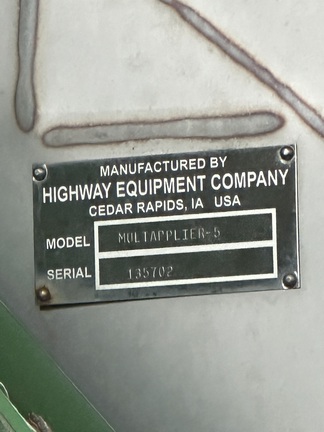 MANUFACTURED BY
HIGHWAY EQUIPMENT COMPANY
CEDAR RAPIDS, IA USA
MODEL MULTAPPLIER-5
SERIAL 135702